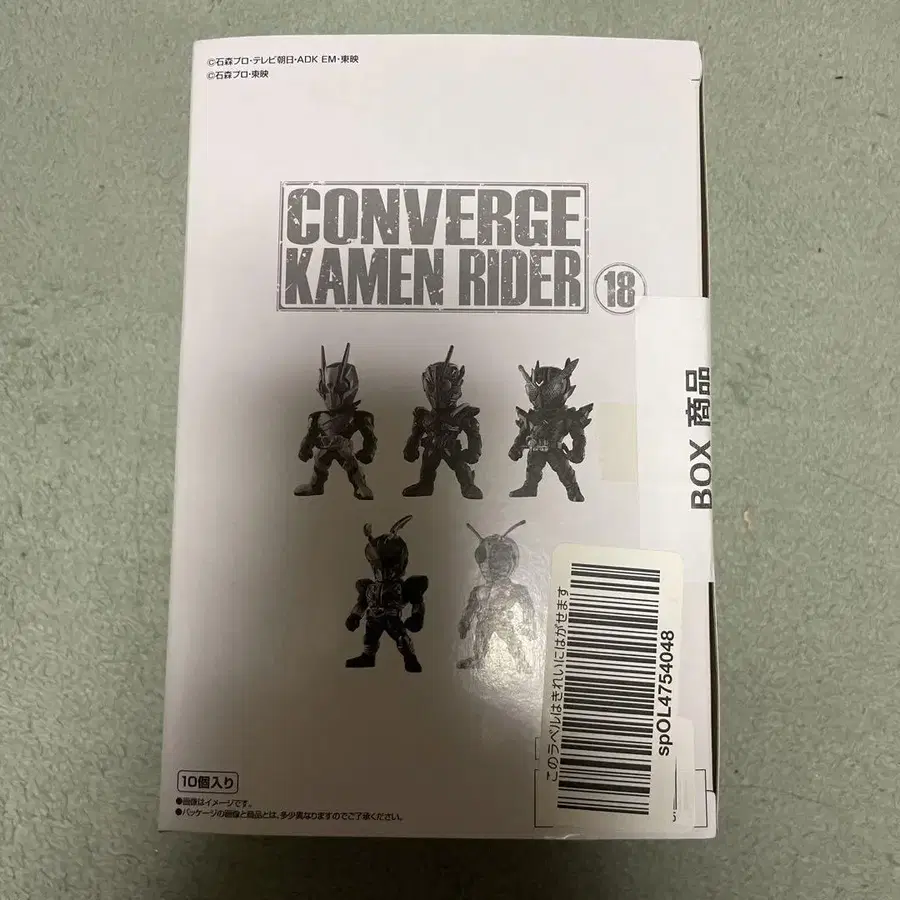 ©石森プロ・テレビ朝日・ADK EM・東映
©石森プロ・東映
CONVERGE
KAMEN RIDER
18
BOX 商品
このラベルはきれいにはがせます
spOL4754048
10個入り
●画像はイメージです。
●パッケージの画像と商品とは、多少異なりますのでご了承ください。